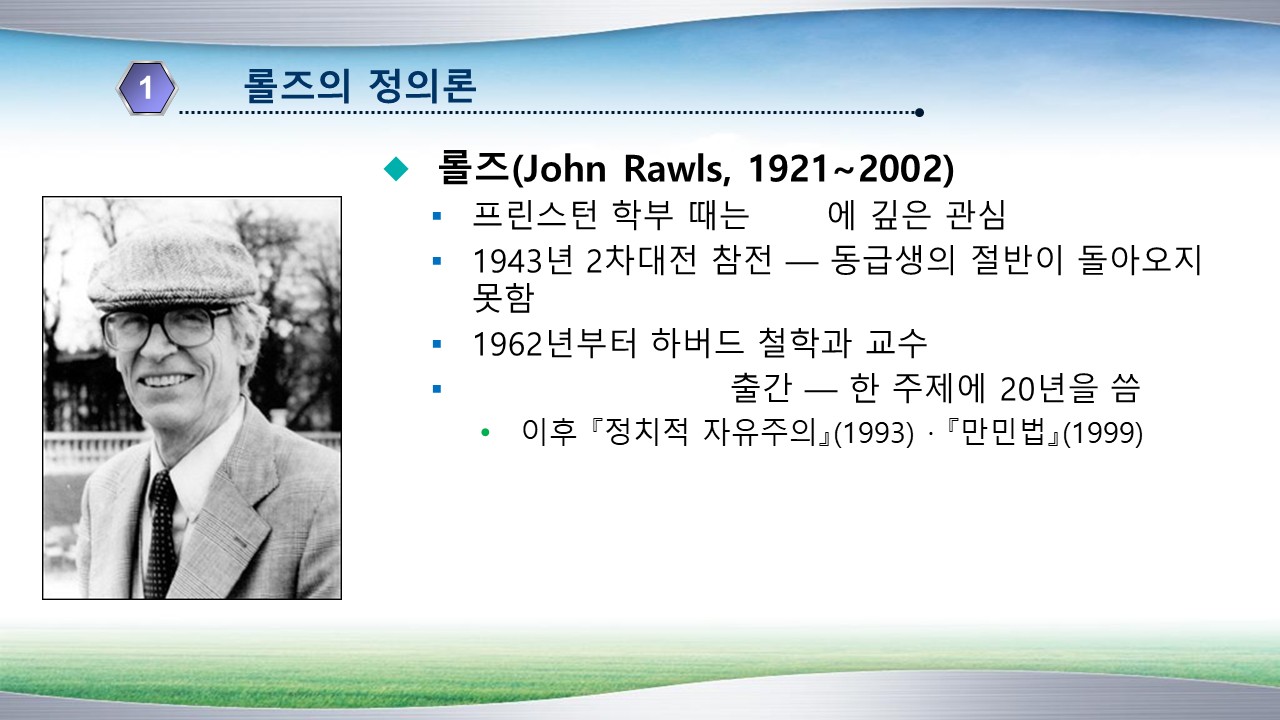 1
롤즈의 정의론
롤즈(John Rawls, 1921~2002)
프린스턴 학부 때는 에 깊은 관심
1943년 2차대전 참전 — 동급생의 절반이 돌아오지
못함
1962년부터 하버드 철학과 교수
출간 — 한 주제에 20년을 씀
이후 『정치적 자유주의』(1993) · 『만민법』(1999)